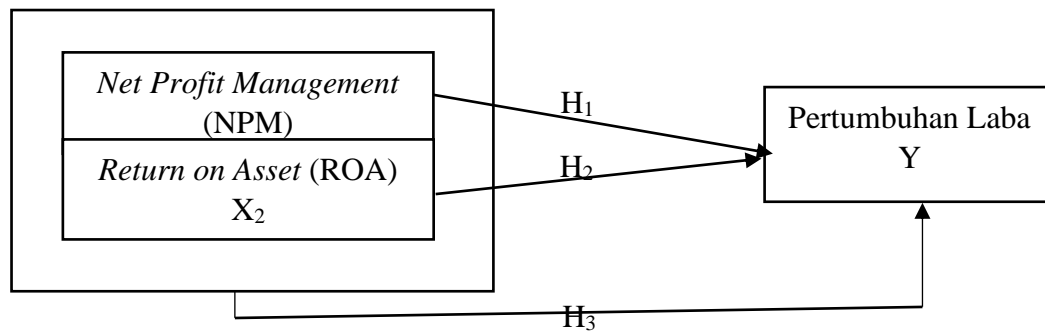 Net Profit Management
(NPM)
Return on Asset (ROA)
X₂
H₁
H₂
H₃
Pertumbuhan Laba
Y